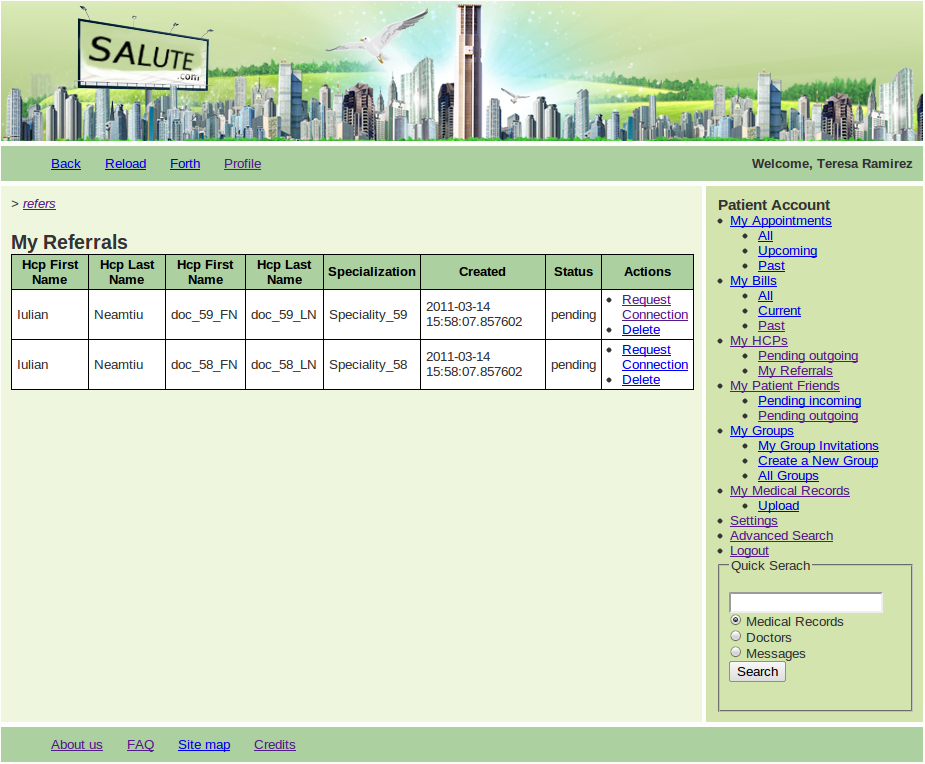 SALUTE
.com
Back Reload Forth Profile Welcome, Teresa Ramirez
> refers
My Referrals
Hcp First Name Hcp Last Name Hcp First Name Hcp Last Name Specialization Created Status Actions
Iulian Neamtiu doc_59_FN doc_59_LN Speciality_59 2011-03-14 15:58:07.857602 pending Request Connection
Delete
Iulian Neamtiu doc_58_FN doc_58_LN Speciality_58 2011-03-14 15:58:07.857602 pending Request Connection
Delete
Patient Account
My Appointments
All
Upcoming
Past
My Bills
All
Current
Past
My HCPs
Pending outgoing
My Referrals
My Patient Friends
Pending incoming
Pending outgoing
My Groups
My Group Invitations
Create a New Group
All Groups
My Medical Records
Upload
Settings
Advanced Search
Logout
Quick Serach
Medical Records
Doctors
Messages
Search
About us FAQ Site map Credits